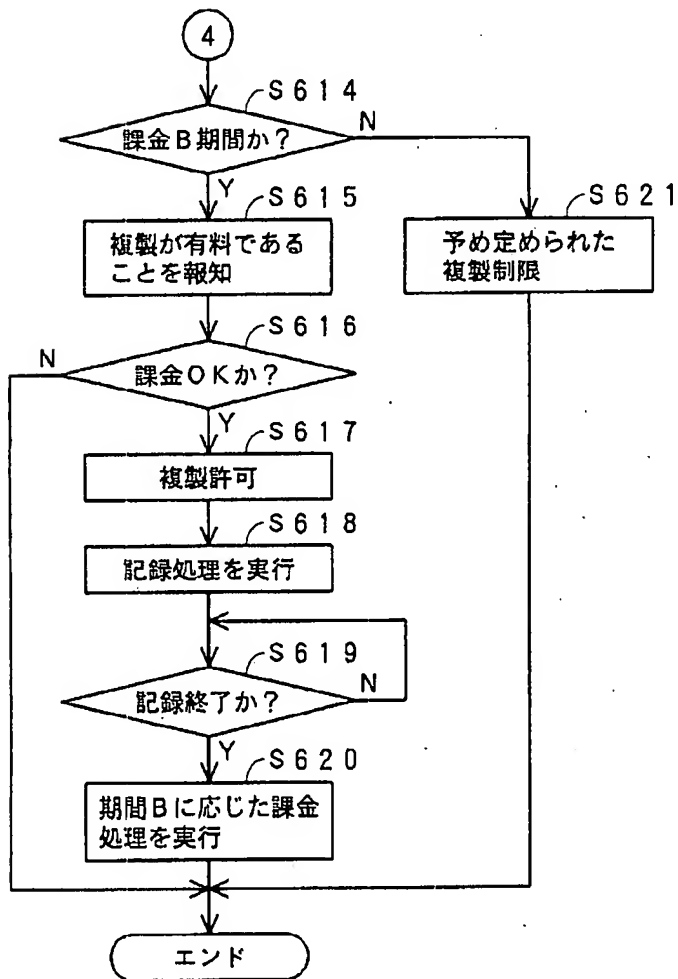 4
S614
課金B期間か?
N
Y
S615
S621
複製が有料である
ことを報知
予め定められた
複製制限
S616
N
課金OKか?
Y
S617
複製許可
S618
記録処理を実行
S619
記録終了か?
N
Y
S620
期間Bに応じた課金
処理を実行
エンド